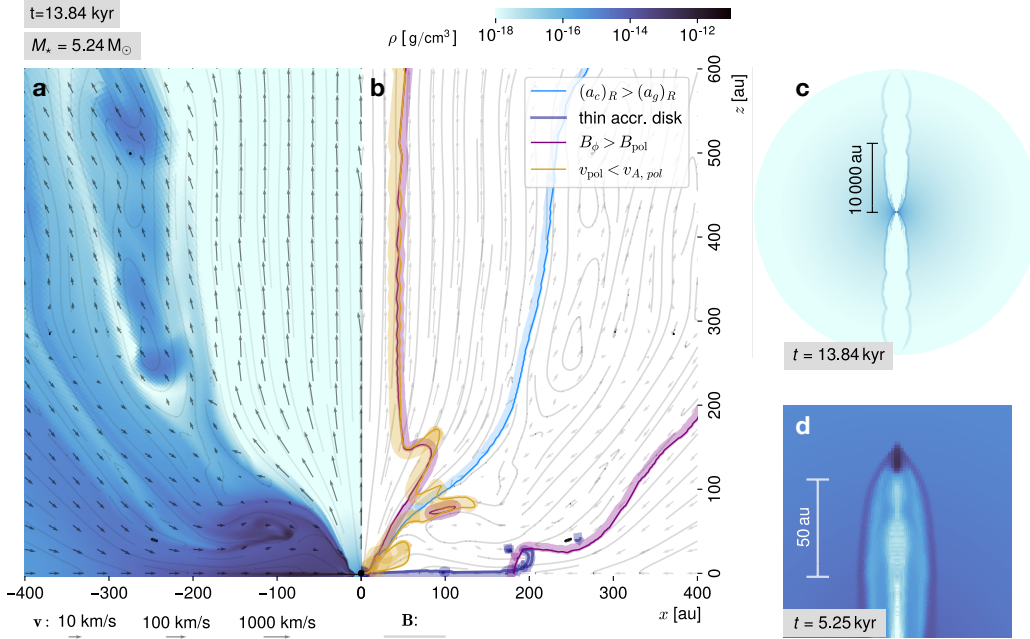 t=13.84 kyr
M⋆ = 5.24 M⊙
ρ [ g/cm³]
10⁻¹⁸ 10⁻¹⁶ 10⁻¹⁴ 10⁻¹²
a
b
(a_c)_R > (a_g)_R
thin accr. disk
B_ϕ > B_pol
v_pol < v_{A, pol}
600
500
400
300
200
100
0
z [au]
−400 −300 −200 −100 0 100 200 300 400
x [au]
v: 10 km/s 100 km/s 1000 km/s B:
c
10 000 au
t = 13.84 kyr
d
50 au
t = 5.25 kyr